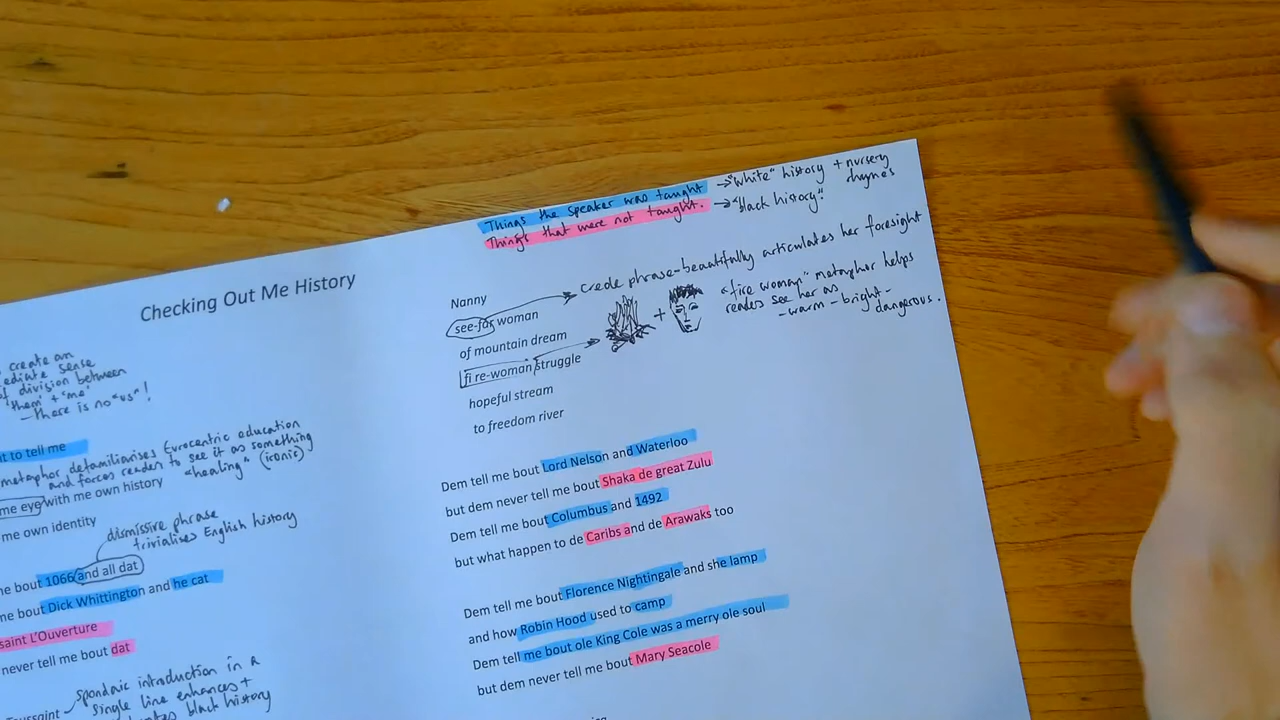 Things the speaker was taught → "white" history + nursery
rhymes
Things that were not taught. → "black history".
Checking Out Me History
create an
sense
of division between
'them' + 'me'
- there is no "us"!
t to tell me
metaphor defamiliarises Eurocentric education
and forces reader to see it as something
"healing" (ironic)
me eye with me own history
me own identity
dismissive phrase
trivialises English history
me bout 1066 and all dat
me bout Dick Whittington and he cat
saint L'Ouverture
never tell me bout dat
spondaic introduction in a
single line enhances +
black history
Toussaint
Nanny
see-far woman
of mountain dream
fire-woman struggle
hopeful stream
to freedom river
creole phrase - beautifully articulates her foresight
+
"fire woman" metaphor helps
reader see her as
- warm - bright -
dangerous.
Dem tell me bout Lord Nelson and Waterloo
but dem never tell me bout Shaka de great Zulu
Dem tell me bout Columbus and 1492
but what happen to de Caribs and de Arawaks too
Dem tell me bout Florence Nightingale and she lamp
and how Robin Hood used to camp
Dem tell me bout ole King Cole was a merry ole soul
but dem never tell me bout Mary Seacole